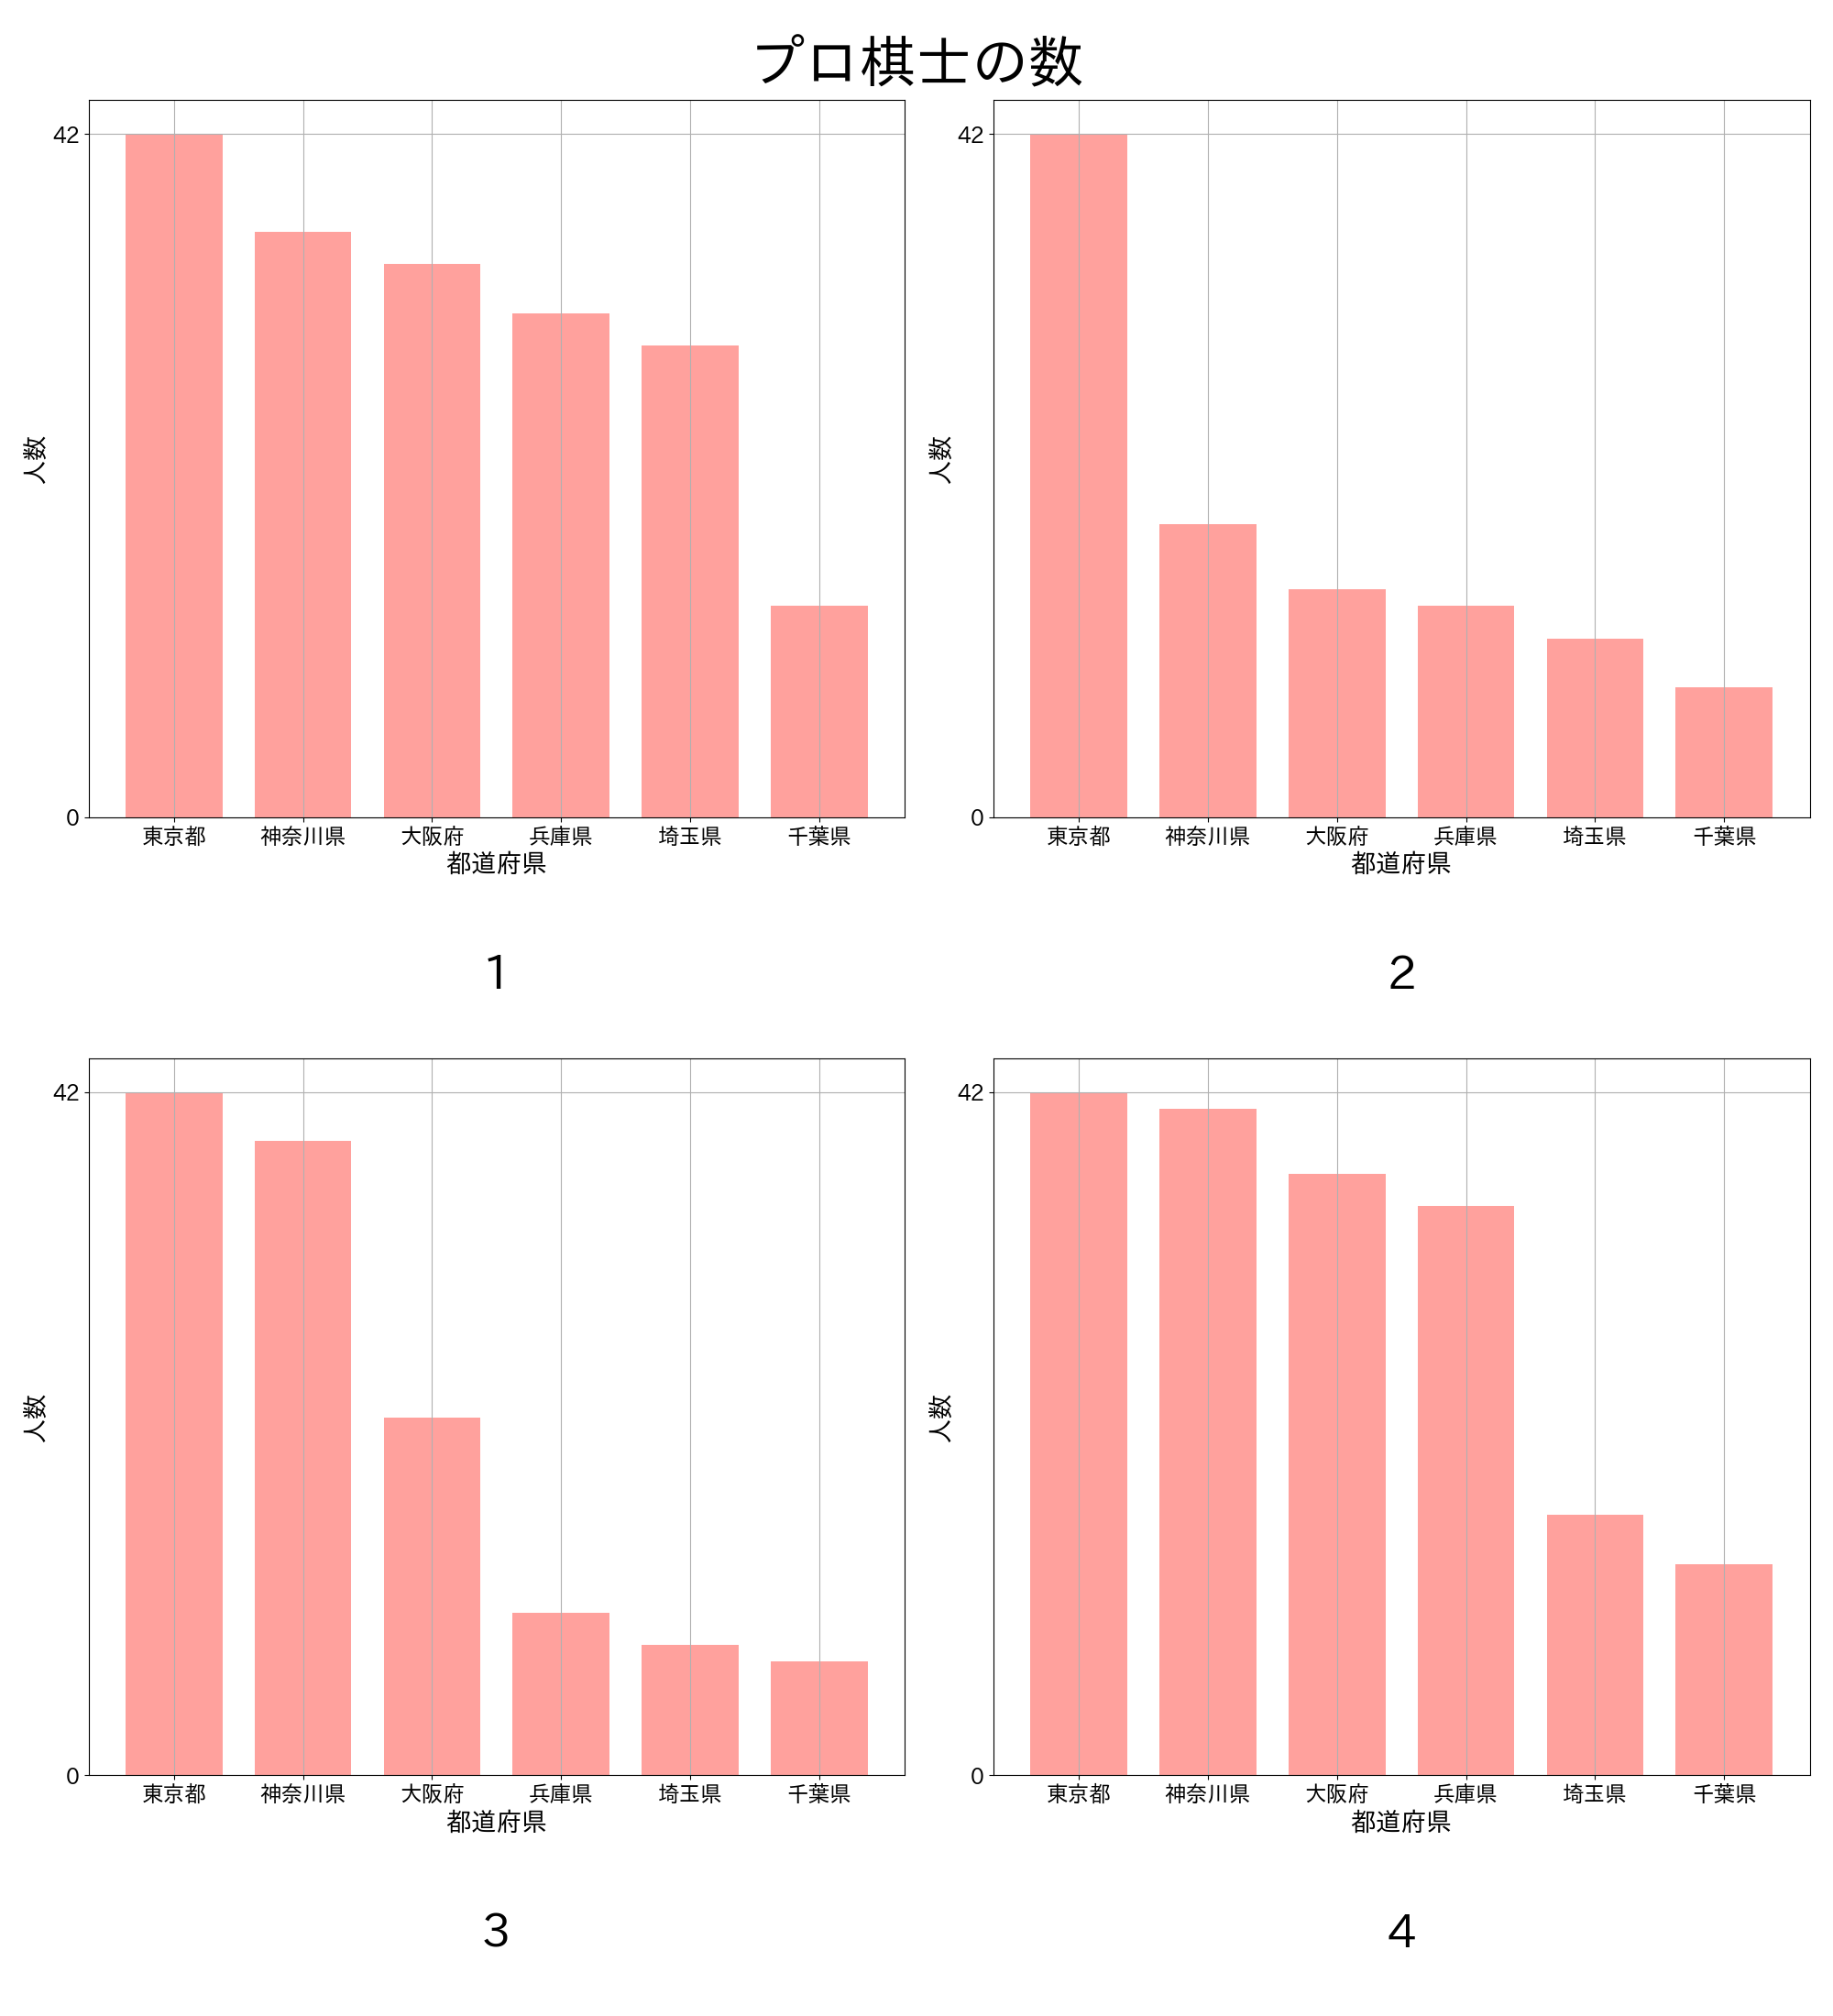 プロ棋士の数
42
人数
0
東京都 神奈川県 大阪府 兵庫県 埼玉県 千葉県
都道府県
1
42
人数
0
東京都 神奈川県 大阪府 兵庫県 埼玉県 千葉県
都道府県
2
42
人数
0
東京都 神奈川県 大阪府 兵庫県 埼玉県 千葉県
都道府県
3
42
人数
0
東京都 神奈川県 大阪府 兵庫県 埼玉県 千葉県
都道府県
4